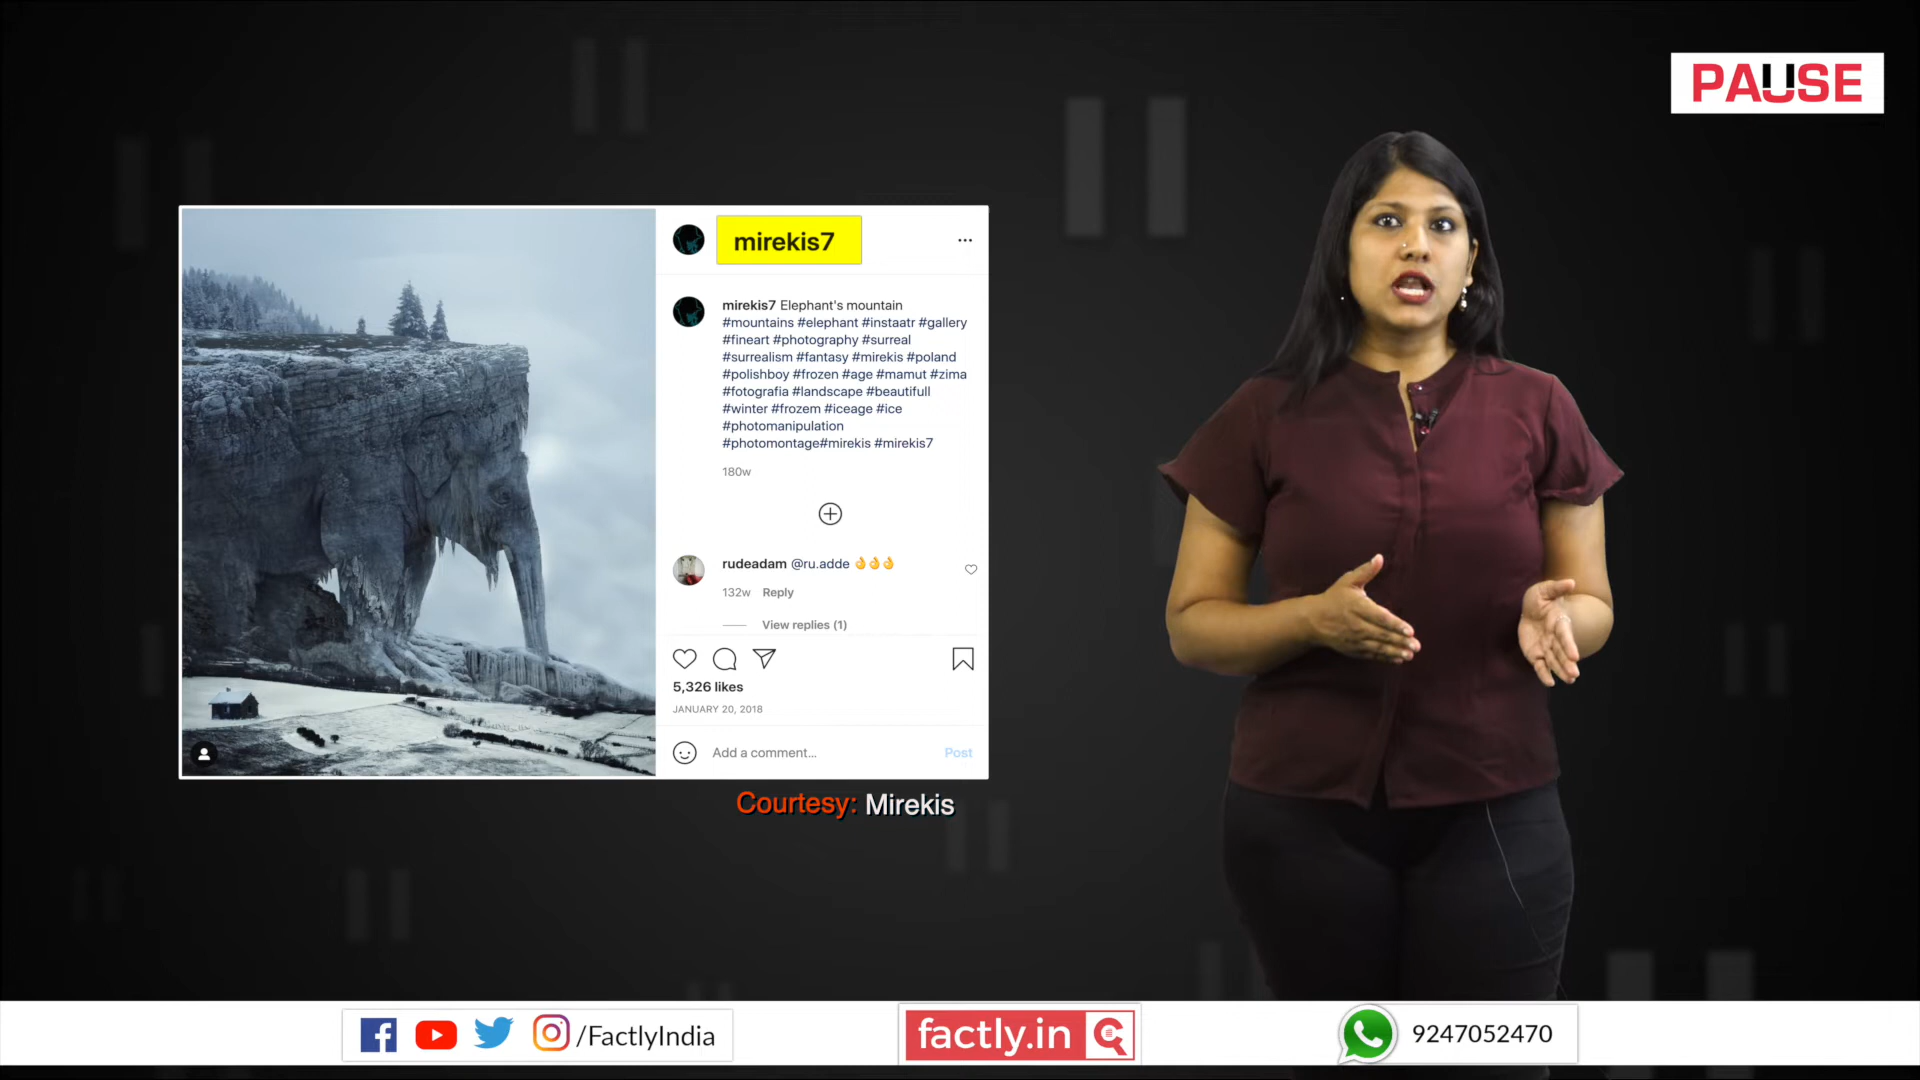 PAUSE
mirekis7
...
mirekis7 Elephant's mountain
#mountains #elephant #instaatr #gallery
#fineart #photography #surreal
#surrealism #fantasy #mirekis #poland
#polishboy #frozen #age #mamut #zima
#fotografia #landscape #beautifull
#winter #frozem #iceage #ice
#photomanipulation
#photomontage#mirekis #mirekis7
180w
rudeadam @ru.adde 👌👌👌
132w Reply
View replies (1)
5,326 likes
JANUARY 20, 2018
Add a comment... Post
Courtesy: Mirekis
/FactlyIndia
factly.in
9247052470